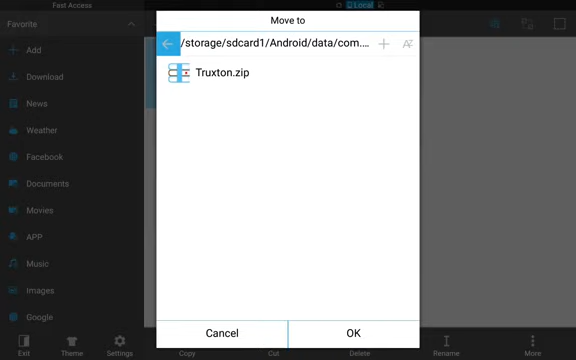 Fast Access
Local
Favorite
Add
Download
News
Weather
Facebook
Documents
Movies
APP
Music
Images
Google
Move to
/storage/sdcard1/Android/data/com....
Truxton.zip
Cancel
OK
Exit
Theme
Settings
Copy
Cut
Delete
Rename
More